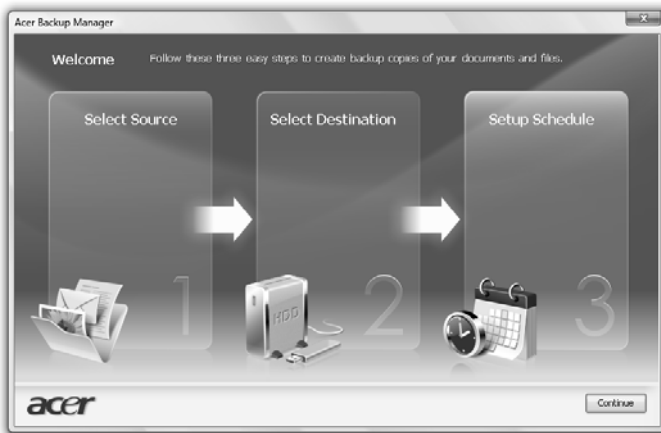 Acer Backup Manager
Welcome
Follow these three easy steps to create backup copies of your documents and files.
Select Source
Select Destination
Setup Schedule
1
HDD
2
3
acer
Continue